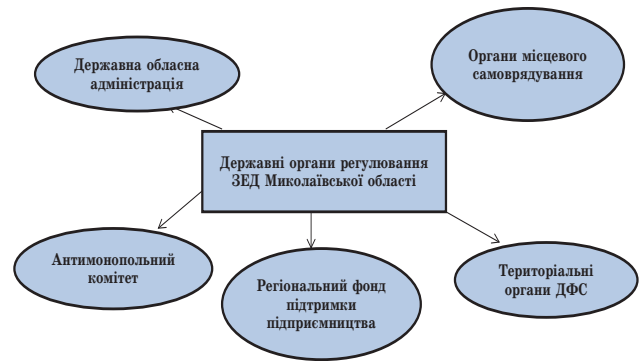 Державна обласна
адміністрація
Органи місцевого
самоврядування
Державні органи регулювання
ЗЕД Миколаївської області
Антимонопольний
комітет
Регіональний фонд
підтримки
підприємництва
Територіальні
органи ДФС